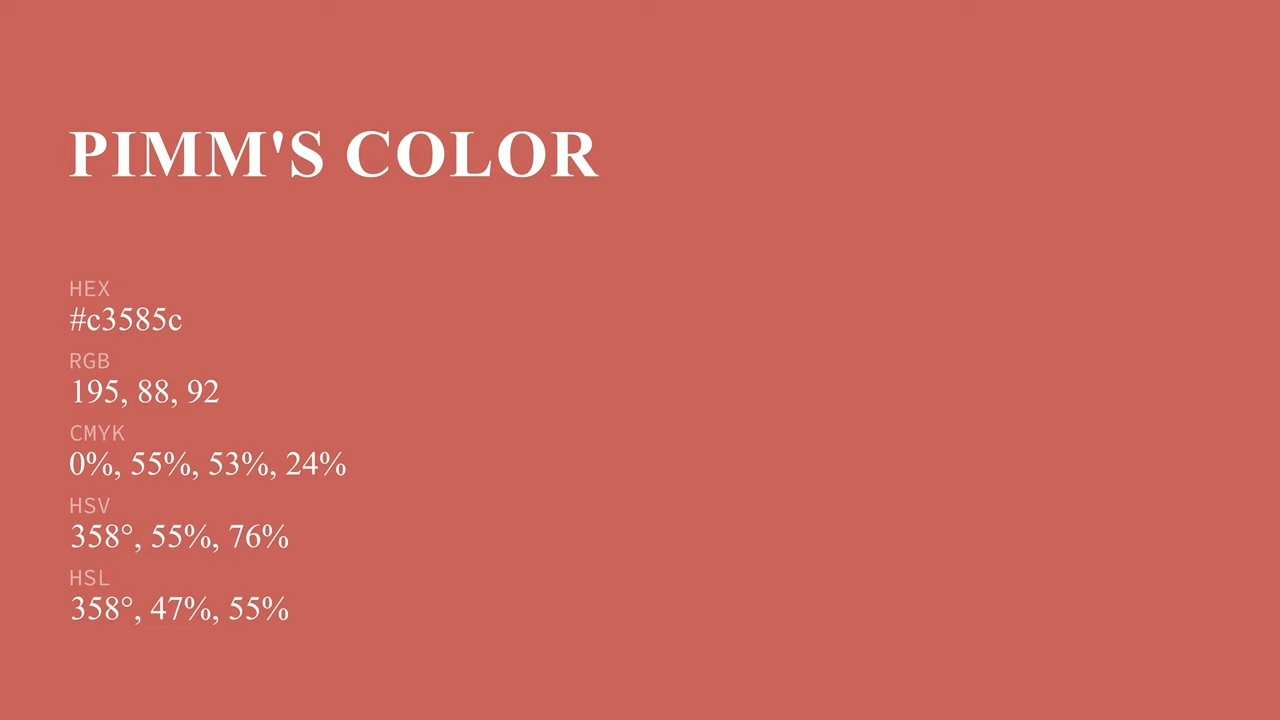 PIMM'S COLOR
HEX
#c3585c
RGB
195, 88, 92
CMYK
0%, 55%, 53%, 24%
HSV
358°, 55%, 76%
HSL
358°, 47%, 55%